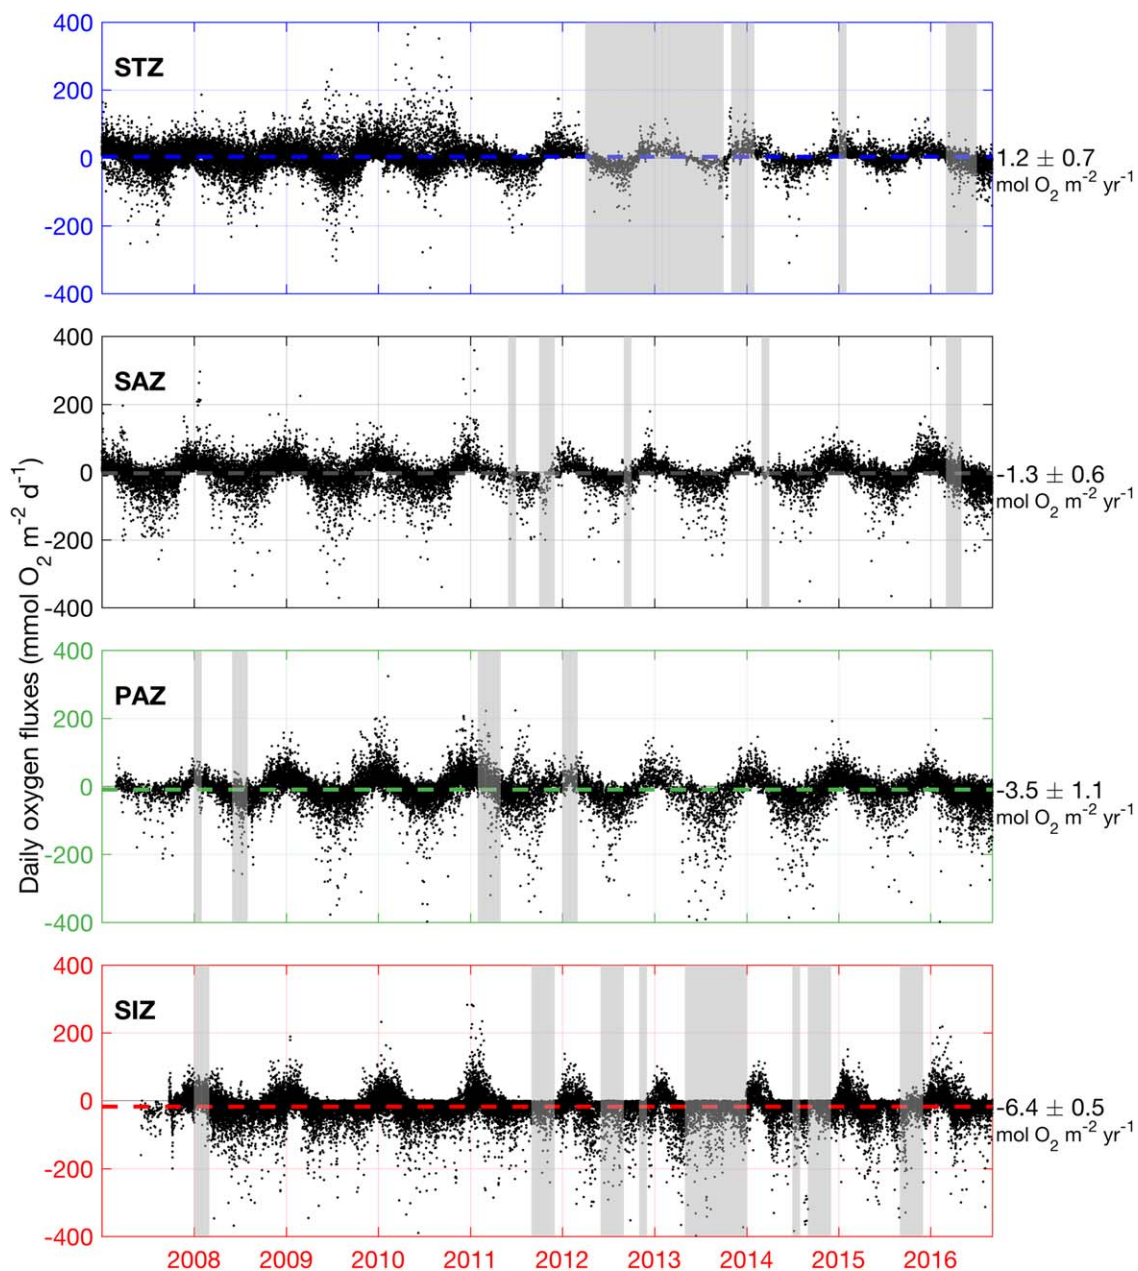 Daily oxygen fluxes (mmol O₂ m⁻² d⁻¹)
400
STZ
200
0
1.2 ± 0.7
mol O₂ m⁻² yr⁻¹
-200
-400
400
SAZ
200
0
-1.3 ± 0.6
mol O₂ m⁻² yr⁻¹
-200
-400
400
PAZ
200
0
-3.5 ± 1.1
mol O₂ m⁻² yr⁻¹
-200
-400
400
SIZ
200
0
-6.4 ± 0.5
mol O₂ m⁻² yr⁻¹
-200
-400
2008 2009 2010 2011 2012 2013 2014 2015 2016